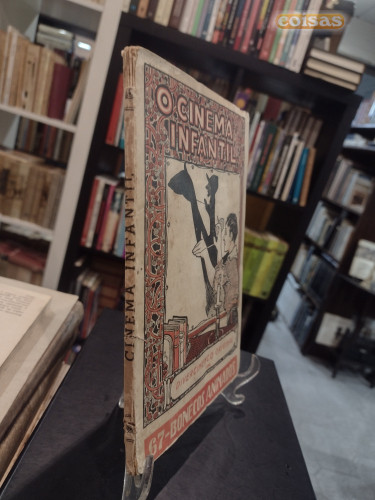 coisas
O CINEMA
INFANTIL
CINEMA INFANTIL
67-BONECOS ANIMADOS